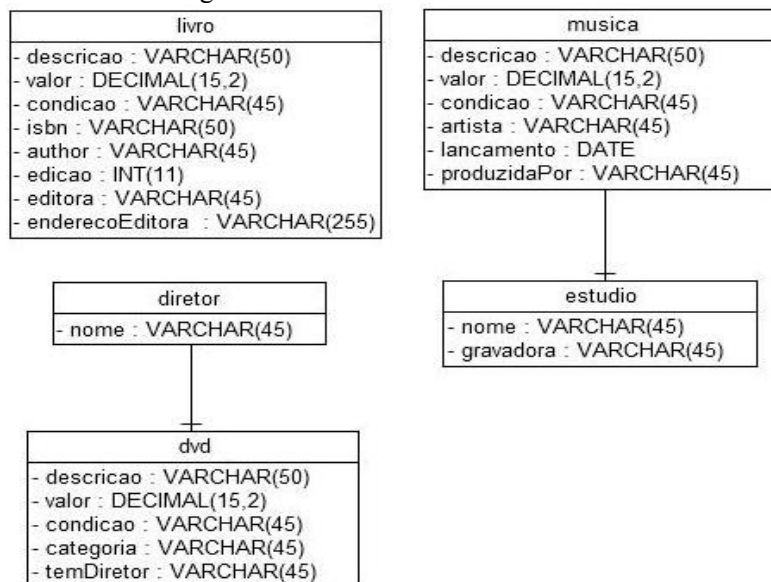 livro
- descricao : VARCHAR(50)
- valor : DECIMAL(15,2)
- condicao : VARCHAR(45)
- isbn : VARCHAR(50)
- author : VARCHAR(45)
- edicao : INT(11)
- editora : VARCHAR(45)
- enderecoEditora : VARCHAR(255)
musica
- descricao : VARCHAR(50)
- valor : DECIMAL(15,2)
- condicao : VARCHAR(45)
- artista : VARCHAR(45)
- lancamento : DATE
- produzidaPor : VARCHAR(45)
diretor
- nome : VARCHAR(45)
estudio
- nome : VARCHAR(45)
- gravadora : VARCHAR(45)
dvd
- descricao : VARCHAR(50)
- valor : DECIMAL(15,2)
- condicao : VARCHAR(45)
- categoria : VARCHAR(45)
- temDiretor : VARCHAR(45)